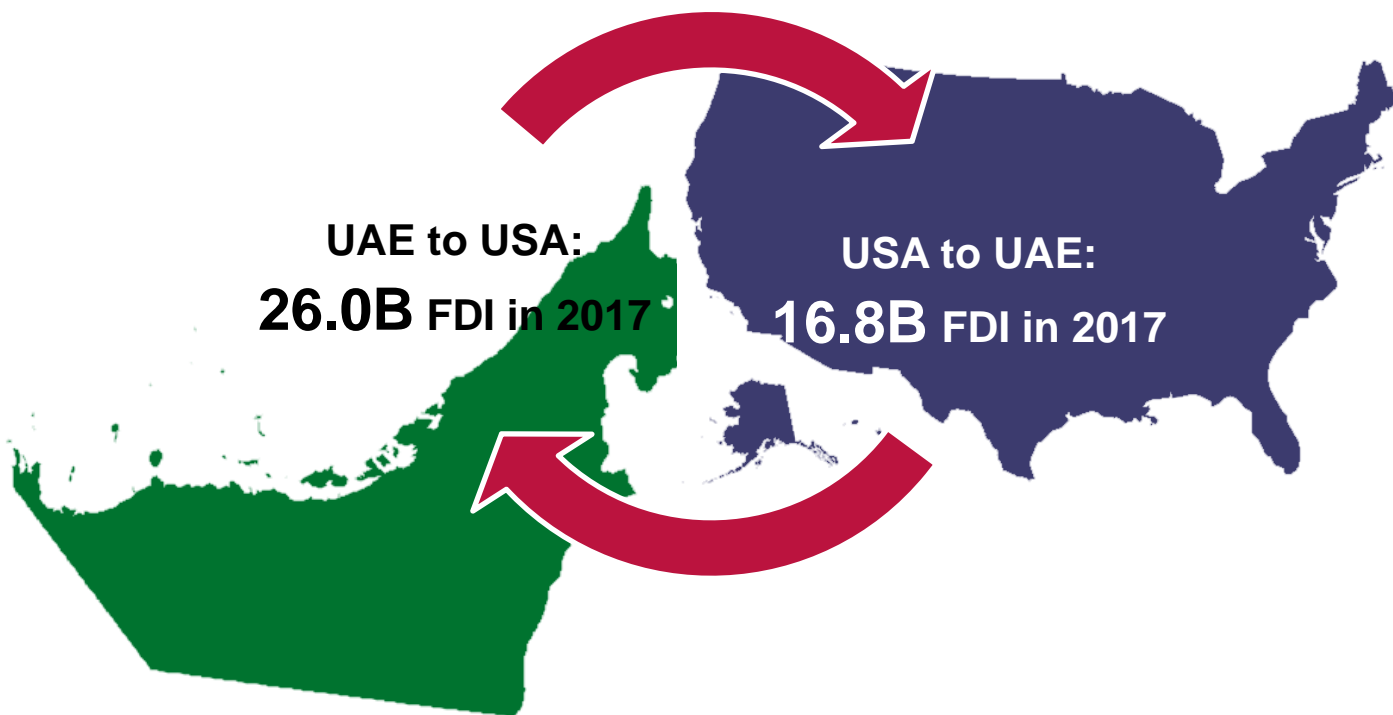 UAE to USA:
26.0B FDI in 2017
USA to UAE:
16.8B FDI in 2017